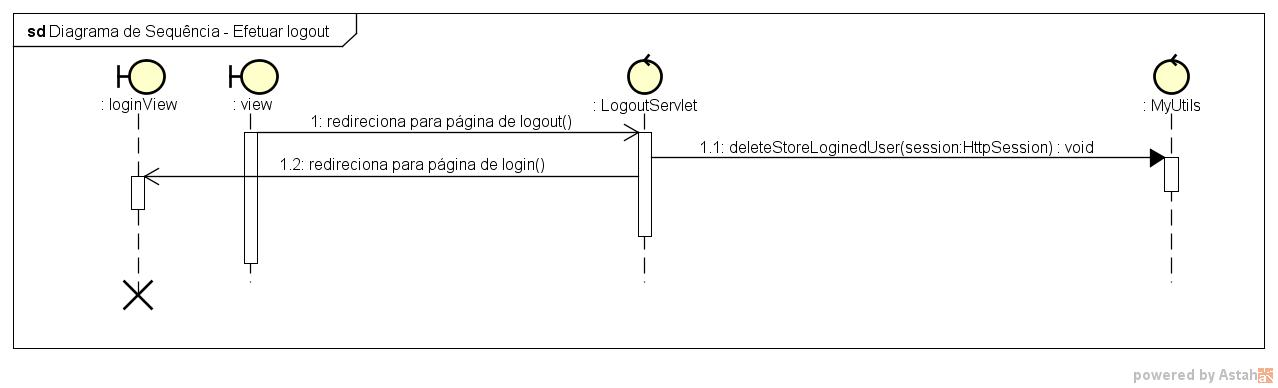 sd Diagrama de Sequência - Efetuar logout
: loginView
: view
: LogoutServlet
: MyUtils
1: redireciona para página de logout()
1.1: deleteStoreLoginedUser(session:HttpSession) : void
1.2: redireciona para página de login()
powered by Astah